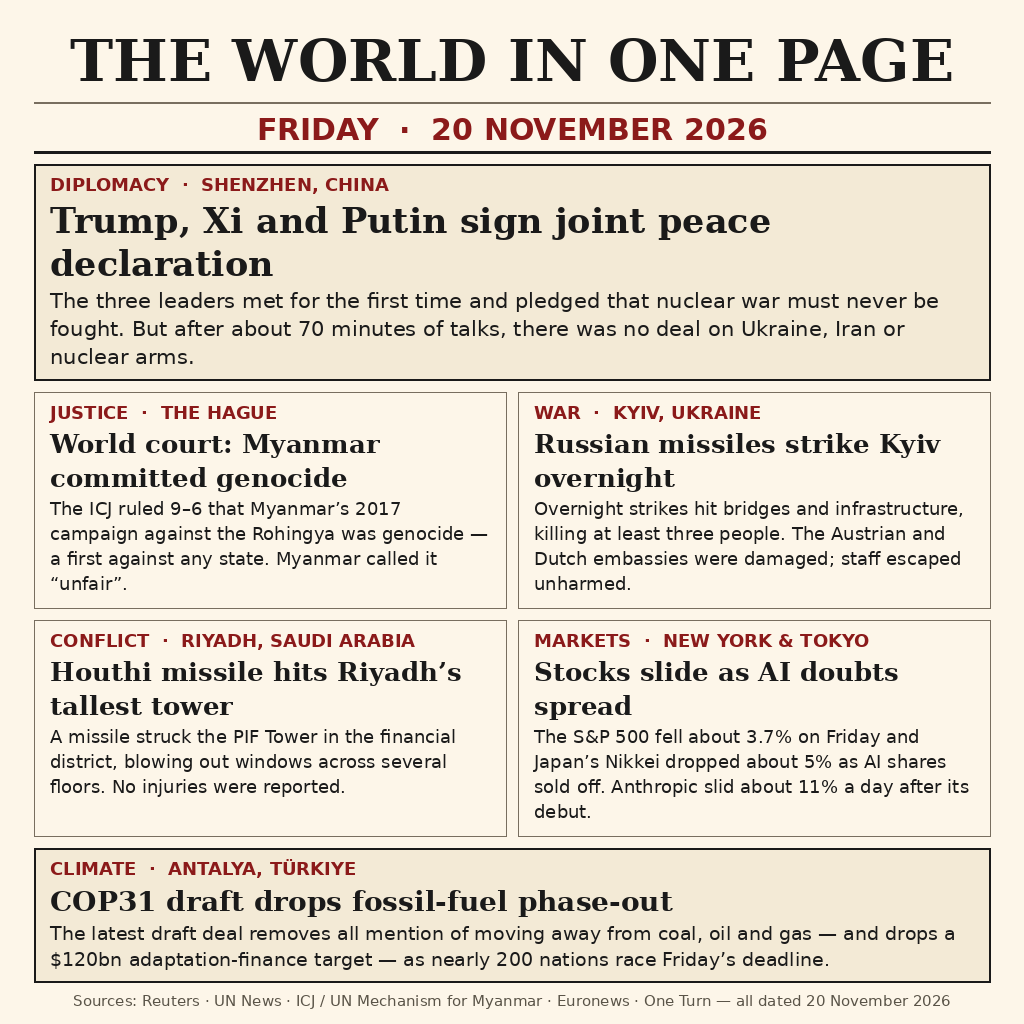 THE WORLD IN ONE PAGE
FRIDAY · 20 NOVEMBER 2026
DIPLOMACY · SHENZHEN, CHINA
Trump, Xi and Putin sign joint peace
declaration
The three leaders met for the first time and pledged that nuclear war must never be
fought. But after about 70 minutes of talks, there was no deal on Ukraine, Iran or
nuclear arms.
JUSTICE · THE HAGUE
World court: Myanmar
committed genocide
The ICJ ruled 9–6 that Myanmar’s 2017
campaign against the Rohingya was genocide —
a first against any state. Myanmar called it
“unfair”.
WAR · KYIV, UKRAINE
Russian missiles strike Kyiv
overnight
Overnight strikes hit bridges and infrastructure,
killing at least three people. The Austrian and
Dutch embassies were damaged; staff escaped
unharmed.
CONFLICT · RIYADH, SAUDI ARABIA
Houthi missile hits Riyadh’s
tallest tower
A missile struck the PIF Tower in the financial
district, blowing out windows across several
floors. No injuries were reported.
MARKETS · NEW YORK & TOKYO
Stocks slide as AI doubts
spread
The S&P 500 fell about 3.7% on Friday and
Japan’s Nikkei dropped about 5% as AI shares
sold off. Anthropic slid about 11% a day after its
debut.
CLIMATE · ANTALYA, TÜRKIYE
COP31 draft drops fossil-fuel phase-out
The latest draft deal removes all mention of moving away from coal, oil and gas — and drops a
$120bn adaptation-finance target — as nearly 200 nations race Friday’s deadline.
Sources: Reuters · UN News · ICJ / UN Mechanism for Myanmar · Euronews · One Turn — all dated 20 November 2026